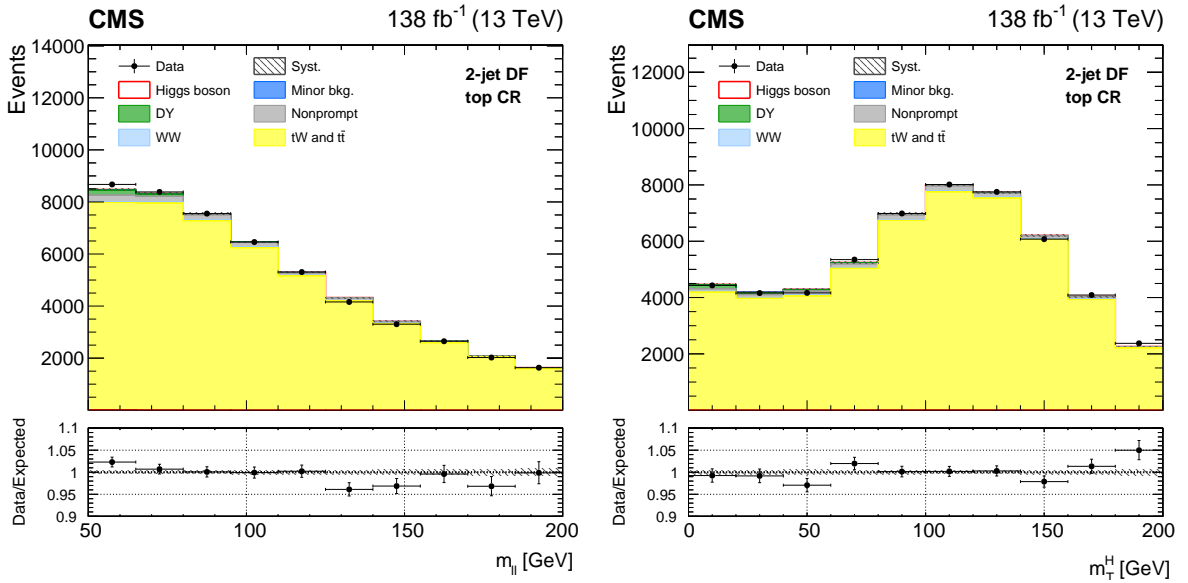 CMS 138 fb⁻¹ (13 TeV)
Events
14000
12000
10000
8000
6000
4000
2000
Data Syst.
Higgs boson Minor bkg.
DY Nonprompt
WW tW and tt̄
2-jet DF
top CR
Data/Expected
1.1
1.05
1
0.95
0.9
50 100 150 200
m_ll [GeV]
CMS 138 fb⁻¹ (13 TeV)
Events
12000
10000
8000
6000
4000
2000
Data Syst.
Higgs boson Minor bkg.
DY Nonprompt
WW tW and tt̄
2-jet DF
top CR
Data/Expected
1.1
1.05
1
0.95
0.9
0 50 100 150 200
m_T^H [GeV]